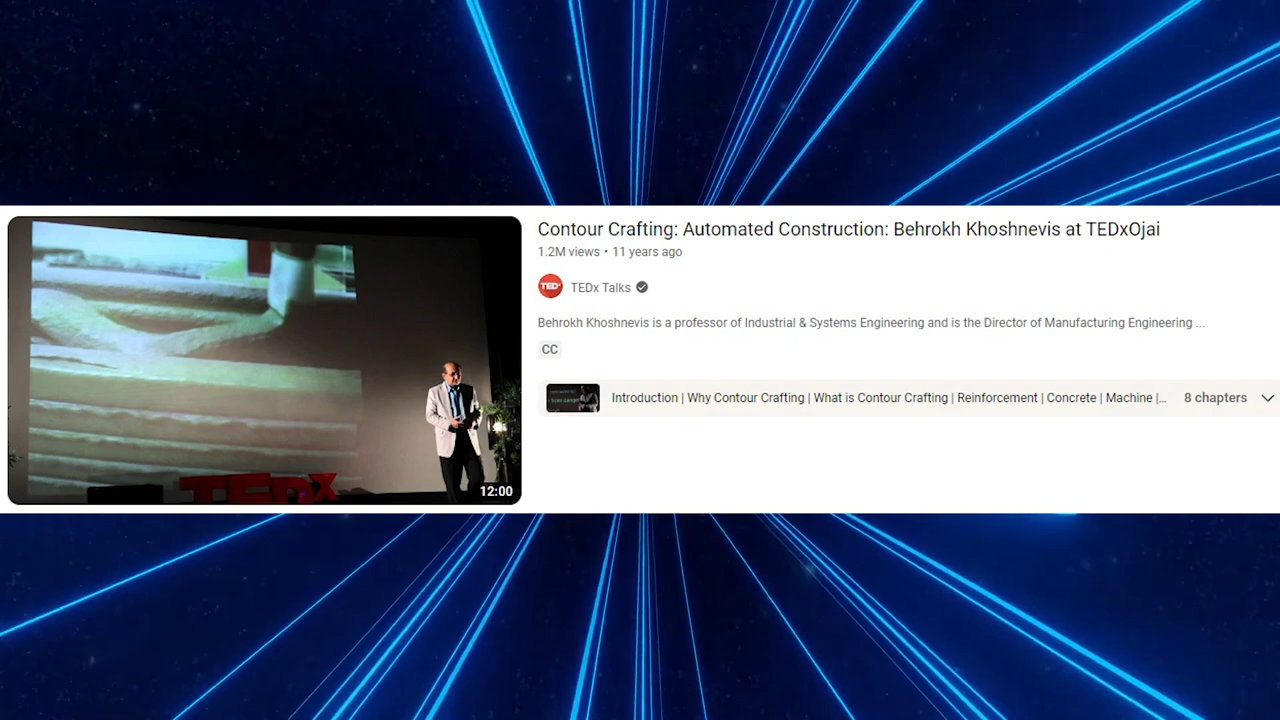 Contour Crafting: Automated Construction: Behrokh Khoshnevis at TEDxOjai
1.2M views • 11 years ago
TED
TEDx Talks
Behrokh Khoshnevis is a professor of Industrial & Systems Engineering and is the Director of Manufacturing Engineering ...
CC
Introduction | Why Contour Crafting | What is Contour Crafting | Reinforcement | Concrete | Machine |...
8 chapters
TEDx
12:00